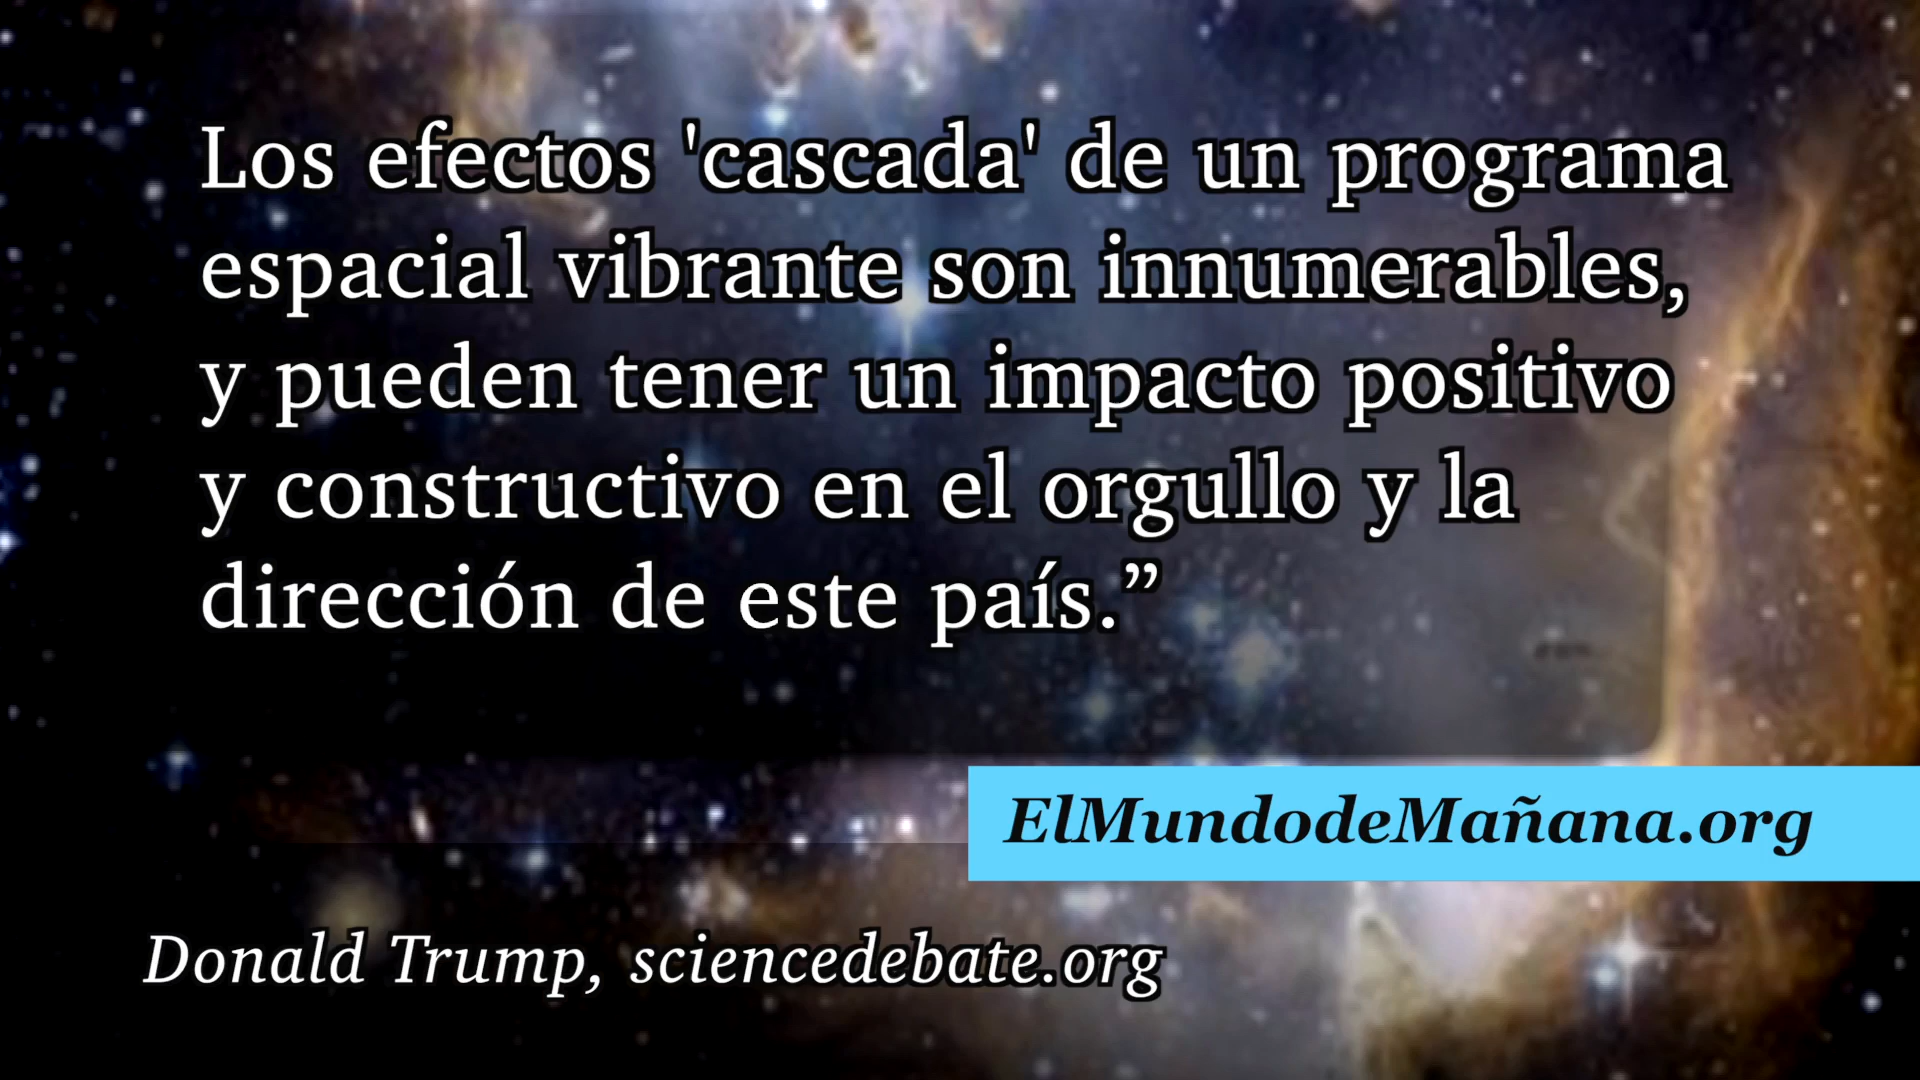 Los efectos 'cascada' de un programa
espacial vibrante son innumerables,
y pueden tener un impacto positivo
y constructivo en el orgullo y la
dirección de este país.”
ElMundodeMañana.org
Donald Trump, sciencedebate.org